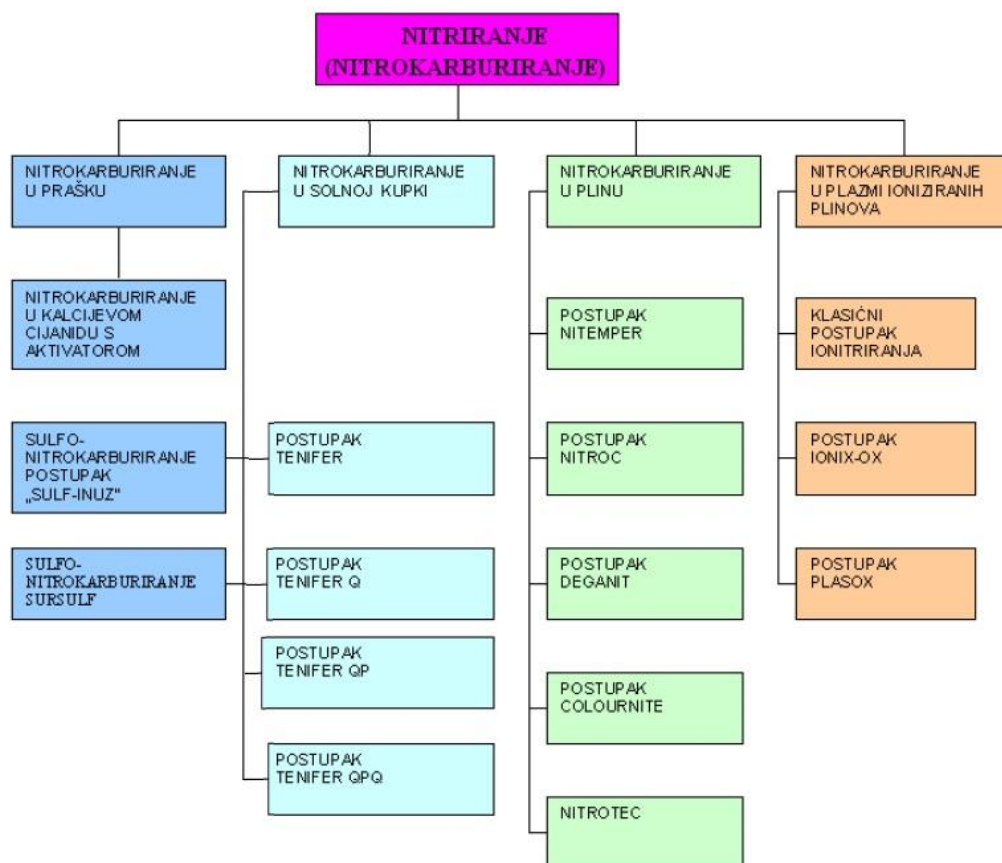 NITRIRANJE
(NITROKARBURIRANJE)
NITROKARBURIRANJE
U PRAŠKU
NITROKARBURIRANJE
U SOLNOJ KUPKI
NITROKARBURIRANJE
U PLINU
NITROKARBURIRANJE
U PLAZMI IONIZIRANIH
PLINOVA
NITROKARBURIRANJE
U KALCIJEVOM
CIJANIDU S
AKTIVATOROM
POSTUPAK
NITEMPER
KLASIČNI
POSTUPAK
IONITRIRANJA
SULFO-
NITROKARBURIRANJE
POSTUPAK
„SULF-INUZ"
POSTUPAK
TENIFER
POSTUPAK
NITROC
POSTUPAK
IONIX-OX
SULFO-
NITROKARBURIRANJE
SURSULF
POSTUPAK
TENIFER Q
POSTUPAK
DEGANIT
POSTUPAK
PLASOX
POSTUPAK
TENIFER QP
POSTUPAK
COLOURNITE
POSTUPAK
TENIFER QPQ
NITROTEC